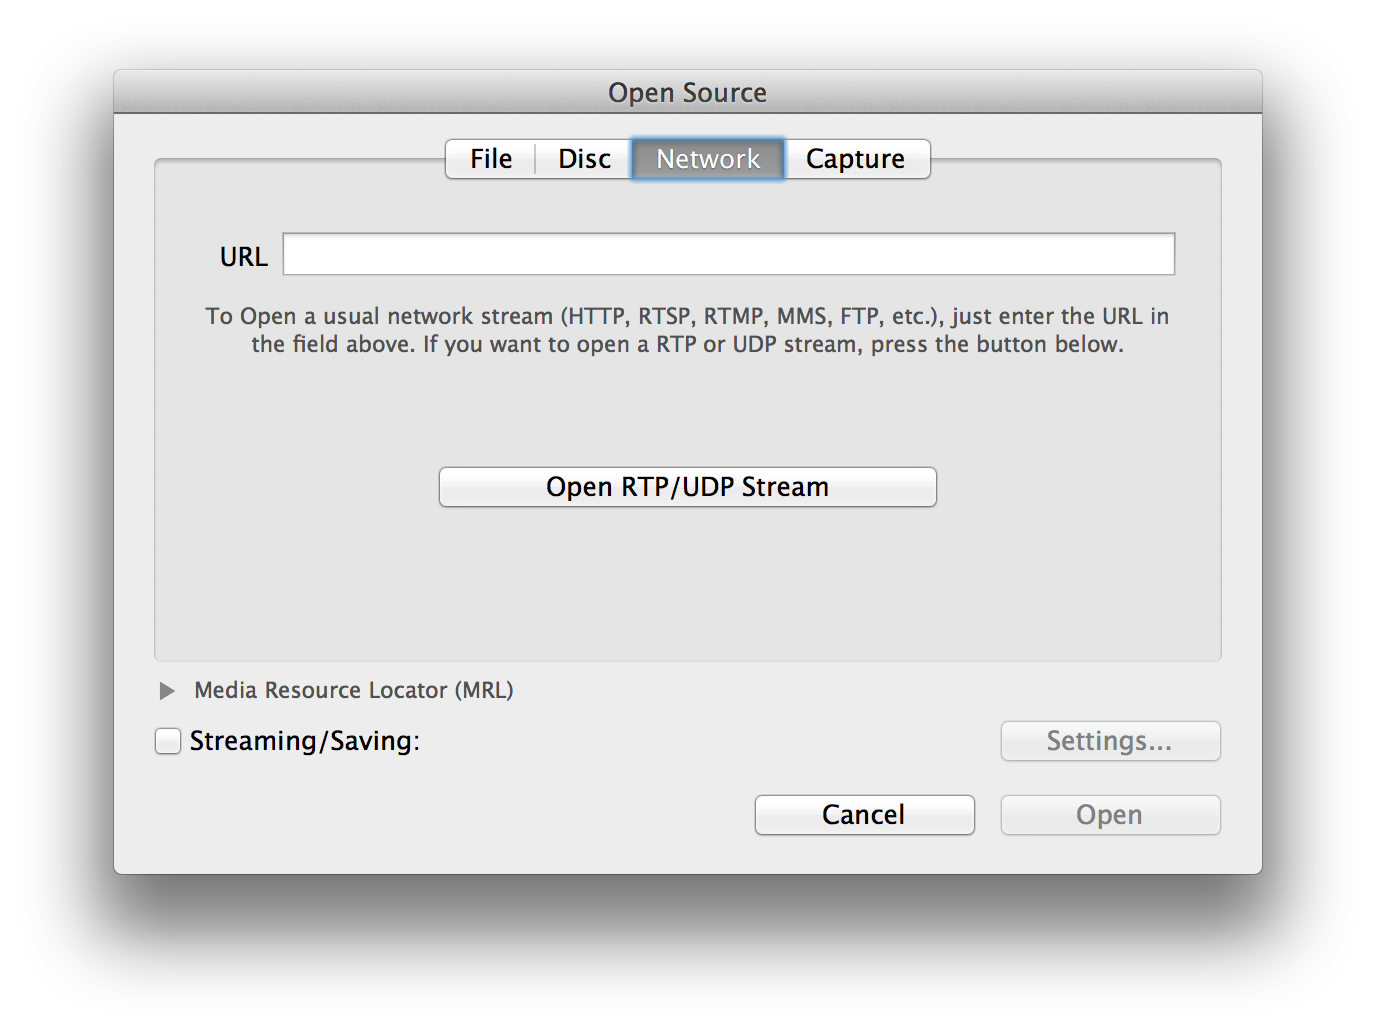 Open Source
File Disc Network Capture
URL
To Open a usual network stream (HTTP, RTSP, RTMP, MMS, FTP, etc.), just enter the URL in
the field above. If you want to open a RTP or UDP stream, press the button below.
Open RTP/UDP Stream
Media Resource Locator (MRL)
Streaming/Saving: Settings...
Cancel Open